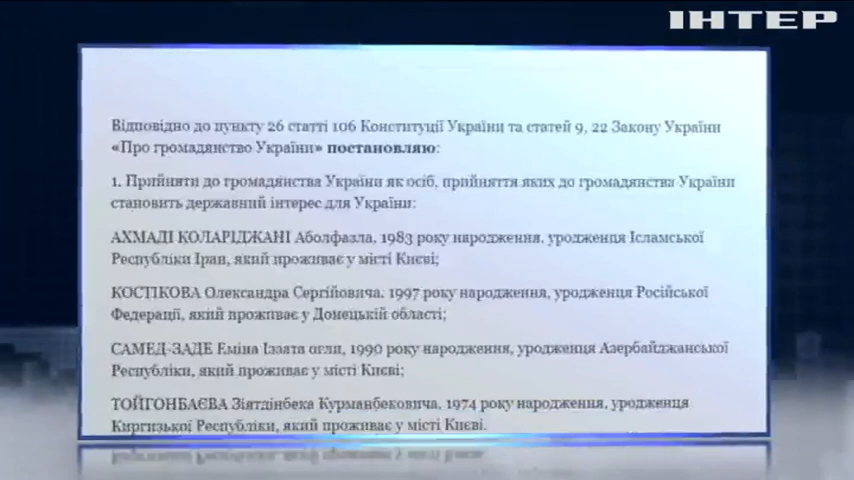 ІНТЕР
Відповідно до пункту 26 статті 106 Конституції України та статей 9, 22 Закону України
«Про громадянство України» постановляю:
1. Прийняти до громадянства України як осіб, прийняття яких до громадянства України
становить державний інтерес для України:
АХМАДІ КОЛАРІДЖАНІ Аболфазла, 1983 року народження, уродженця Ісламської
Республіки Іран, який проживає у місті Києві;
КОСТІКОВА Олександра Сергійовича, 1997 року народження, уродженця Російської
Федерації, який проживає у Донецькій області;
САМЕД-ЗАДЕ Еміна Іззата огли, 1990 року народження, уродженця Азербайджанської
Республіки, який проживає у місті Києві;
ТОЙГОНБАЄВА Зіятдінбека Курманбековича, 1974 року народження, уродженця
Киргизької Республіки, який проживає у місті Києві.